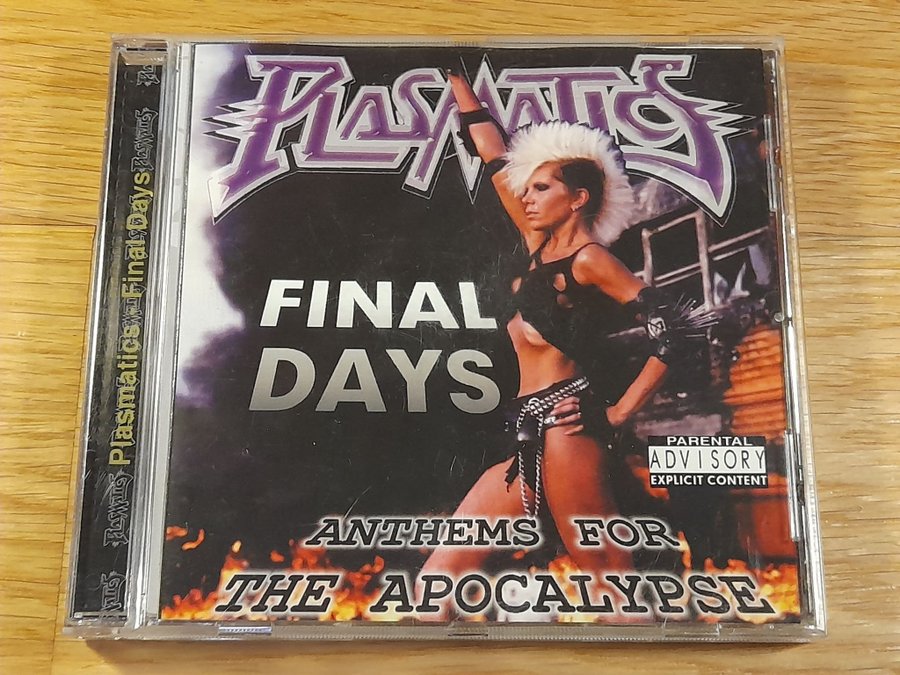 PLASMATICS
FINAL
DAYS
PARENTAL
ADVISORY
EXPLICIT CONTENT
ANTHEMS FOR
THE APOCALYPSE
Plasmatics - Final Days